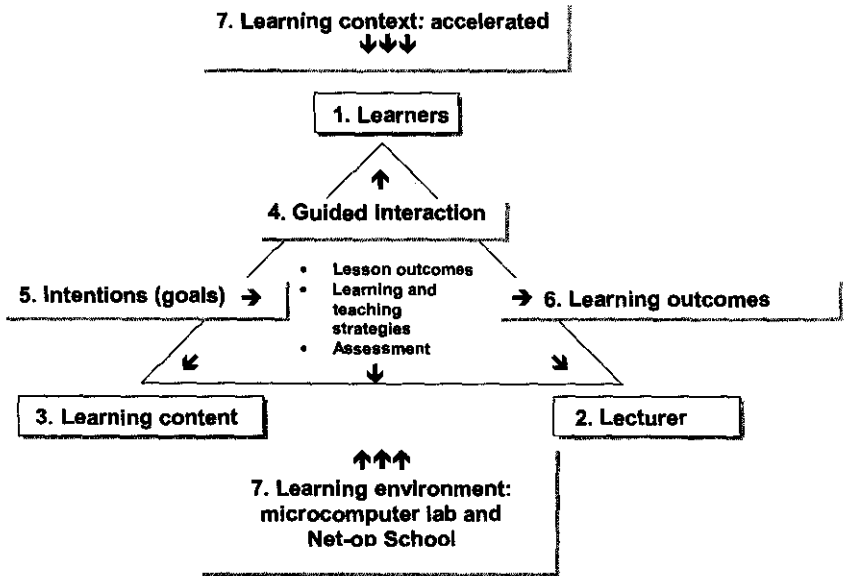 7. Learning context: accelerated
↓↓↓
1. Learners
↑
4. Guided interaction
• Lesson outcomes
• Learning and
teaching
strategies
• Assessment
5. Intentions (goals) →
→ 6. Learning outcomes
↙ ↓ ↘
3. Learning content
2. Lecturer
↑↑↑
7. Learning environment:
microcomputer lab and
Net-op School